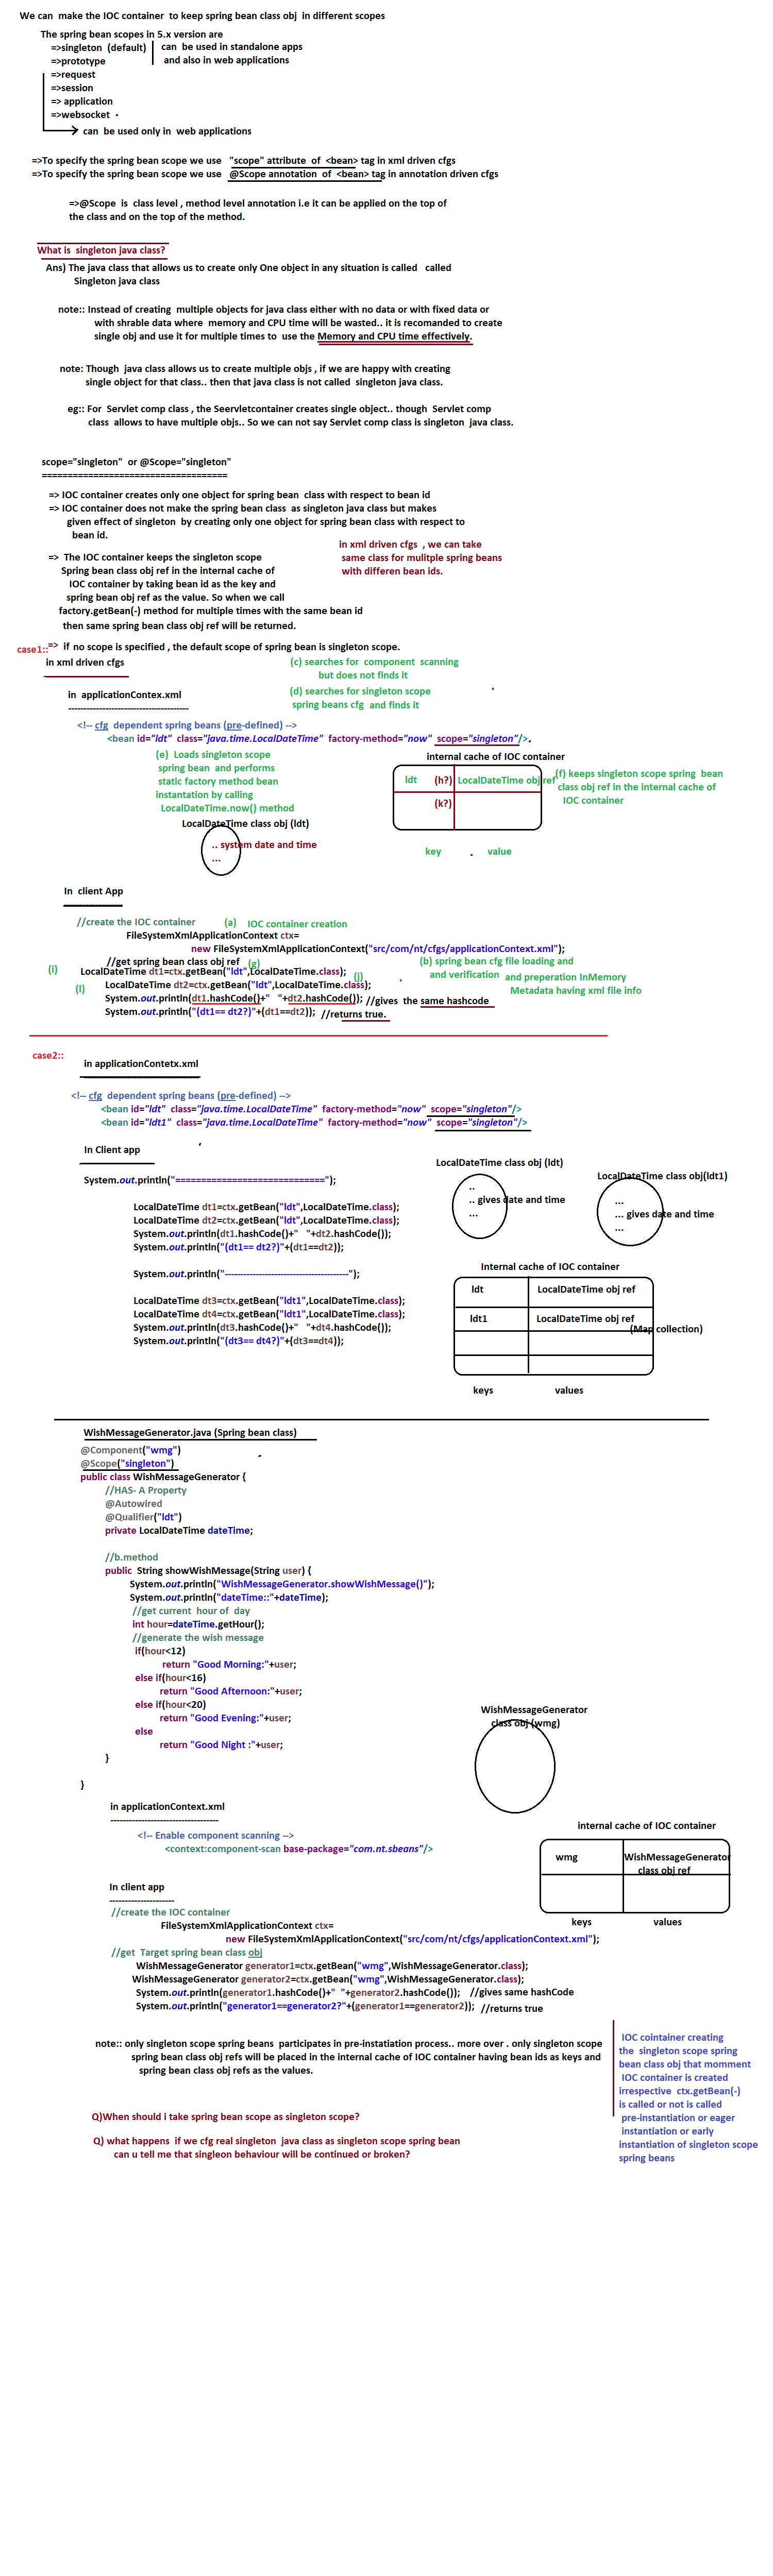 We can  make the IOC container  to keep spring bean class obj  in different scopes
The spring bean scopes in 5.x version are
=>singleton  (default)
=>prototype
can  be used in standalone apps
and also in web applications
=>request
=>session
=> application
=>websocket
can  be used only in  web applications
=>To specify the spring bean scope we use   "scope" attribute  of  <bean> tag in xml driven cfgs
=>To specify the spring bean scope we use   @Scope annotation  of  <bean> tag in annotation driven cfgs
=>@Scope  is  class level , method level annotation i.e it can be applied on the top of
the class and on the top of the method.
What is  singleton java class?
Ans) The java class that allows us to create only One object in any situation is called   called
Singleton java class
note:: Instead of creating  multiple objects for java class either with no data or with fixed data or
with shrable data where  memory and CPU time will be wasted.. it is recomanded to create
single obj and use it for multiple times to  use the Memory and CPU time effectively.
note: Though  java class allows us to create multiple objs , if we are happy with creating
single object for that class.. then that java class is not called  singleton java class.
eg:: For  Servlet comp class , the Seervletcontainer creates single object.. though  Servlet comp
class  allows to have multiple objs.. So we can not say Servlet comp class is singleton  java class.
scope="singleton"  or @Scope="singleton"
====================================
=> IOC container creates only one object for spring bean  class with respect to bean id
=> IOC container does not make the spring bean class  as singleton java class but makes
given effect of singleton  by creating only one object for spring bean class with respect to
bean id.
in xml driven cfgs  , we can take
same class for mulitple spring beans
with differen bean ids.
=>  The IOC container keeps the singleton scope
Spring bean class obj ref in the internal cache of
IOC container by taking bean id as the key and
spring bean obj ref as the value. So when we call
factory.getBean(-) method for multiple times with the same bean id
then same spring bean class obj ref will be returned.
=>  if no scope is specified , the default scope of spring bean is singleton scope.
case1::
in xml driven cfgs
(c) searches for  component  scanning
but does not finds it
(d) searches for singleton scope
spring beans cfg  and finds it
in  applicationContex.xml
---------------------------------------
<!-- cfg  dependent spring beans (pre-defined) -->
<bean id="ldt"  class="java.time.LocalDateTime"  factory-method="now"  scope="singleton"/>.
(e)  Loads singleton scope
spring bean  and performs
static factory method bean
instantation by calling
LocalDateTime.now() method
internal cache of IOC container
ldt (h?) LocalDateTime obj ref
(k?)
key value
(f) keeps singleton scope spring  bean
class obj ref in the internal cache of
IOC container
LocalDateTime class obj (ldt)
.. system date and time
...
In  client App
-------------------
//create the IOC container
(a)    IOC container creation
FileSystemXmlApplicationContext ctx=
new FileSystemXmlApplicationContext("src/com/nt/cfgs/applicationContext.xml");
//get spring bean class obj ref   (g)
(b) spring bean cfg file loading and
and verification  and preperation InMemory
Metadata having xml file info
(i) LocalDateTime dt1=ctx.getBean("ldt",LocalDateTime.class);  (j)
(l) LocalDateTime dt2=ctx.getBean("ldt",LocalDateTime.class);
System.out.println(dt1.hashCode()+"   "+dt2.hashCode()); //gives  the same hashcode
System.out.println("(dt1== dt2?)"+(dt1==dt2));  //returns true.
case2::
in applicationContetx.xml
<!-- cfg  dependent spring beans (pre-defined) -->
<bean id="ldt"  class="java.time.LocalDateTime"  factory-method="now"  scope="singleton"/>
<bean id="ldt1"  class="java.time.LocalDateTime"  factory-method="now"  scope="singleton"/>
In Client app
LocalDateTime class obj (ldt)
..
.. gives date and time
...
LocalDateTime class obj(ldt1)
...
... gives date and time
...
System.out.println("=============================");
LocalDateTime dt1=ctx.getBean("ldt",LocalDateTime.class);
LocalDateTime dt2=ctx.getBean("ldt",LocalDateTime.class);
System.out.println(dt1.hashCode()+"   "+dt2.hashCode());
System.out.println("(dt1== dt2?)"+(dt1==dt2));
System.out.println("----------------------------------------");
LocalDateTime dt3=ctx.getBean("ldt1",LocalDateTime.class);
LocalDateTime dt4=ctx.getBean("ldt1",LocalDateTime.class);
System.out.println(dt3.hashCode()+"   "+dt4.hashCode());
System.out.println("(dt3== dt4?)"+(dt3==dt4));
Internal cache of IOC container
ldt LocalDateTime obj ref
ldt1 LocalDateTime obj ref
(Map collection)
keys values
WishMessageGenerator.java (Spring bean class)
@Component("wmg")
@Scope("singleton")
public class WishMessageGenerator {
//HAS- A Property
@Autowired
@Qualifier("ldt")
private LocalDateTime dateTime;
//b.method
public  String showWishMessage(String user) {
System.out.println("WishMessageGenerator.showWishMessage()");
System.out.println("dateTime::"+dateTime);
//get current  hour of  day
int hour=dateTime.getHour();
//generate the wish message
if(hour<12)
return "Good Morning:"+user;
else if(hour<16)
return "Good Afternoon:"+user;
else if(hour<20)
return "Good Evening:"+user;
else
return "Good Night :"+user;
}
}
WishMessageGenerator
class obj (wmg)
in applicationContext.xml
-----------------------------------
<!-- Enable component scanning -->
<context:component-scan base-package="com.nt.sbeans"/>
internal cache of IOC container
wmg WishMessageGenerator
class obj ref
keys values
In client app
---------------------
//create the IOC container
FileSystemXmlApplicationContext ctx=
new FileSystemXmlApplicationContext("src/com/nt/cfgs/applicationContext.xml");
//get  Target spring bean class obj
WishMessageGenerator generator1=ctx.getBean("wmg",WishMessageGenerator.class);
WishMessageGenerator generator2=ctx.getBean("wmg",WishMessageGenerator.class);
System.out.println(generator1.hashCode()+"  "+generator2.hashCode());   //gives same hashCode
System.out.println("generator1==generator2?"+(generator1==generator2));  //returns true
note:: only singleton scope spring beans  participates in pre-instatiation process.. more over . only singleton scope
spring bean class obj refs will be placed in the internal cache of IOC container having bean ids as keys and
spring bean class obj refs as the values.
IOC cointainer creating
the  singleton scope spring
bean class obj that momment
IOC container is created
irrespective  ctx.getBean(-)
is called or not is called
pre-instantiation or eager
instantiation or early
instantiation of singleton scope
spring beans
Q)When should i take spring bean scope as singleton scope?
Q) what happens  if we cfg real singleton  java class as singleton scope spring bean
can u tell me that singleon behaviour will be continued or broken?